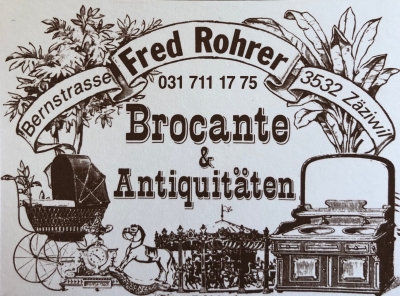 Fred Rohrer
Bernstrasse
3532 Zäziwil
031 711 17 75
Brocante
&
Antiquitäten